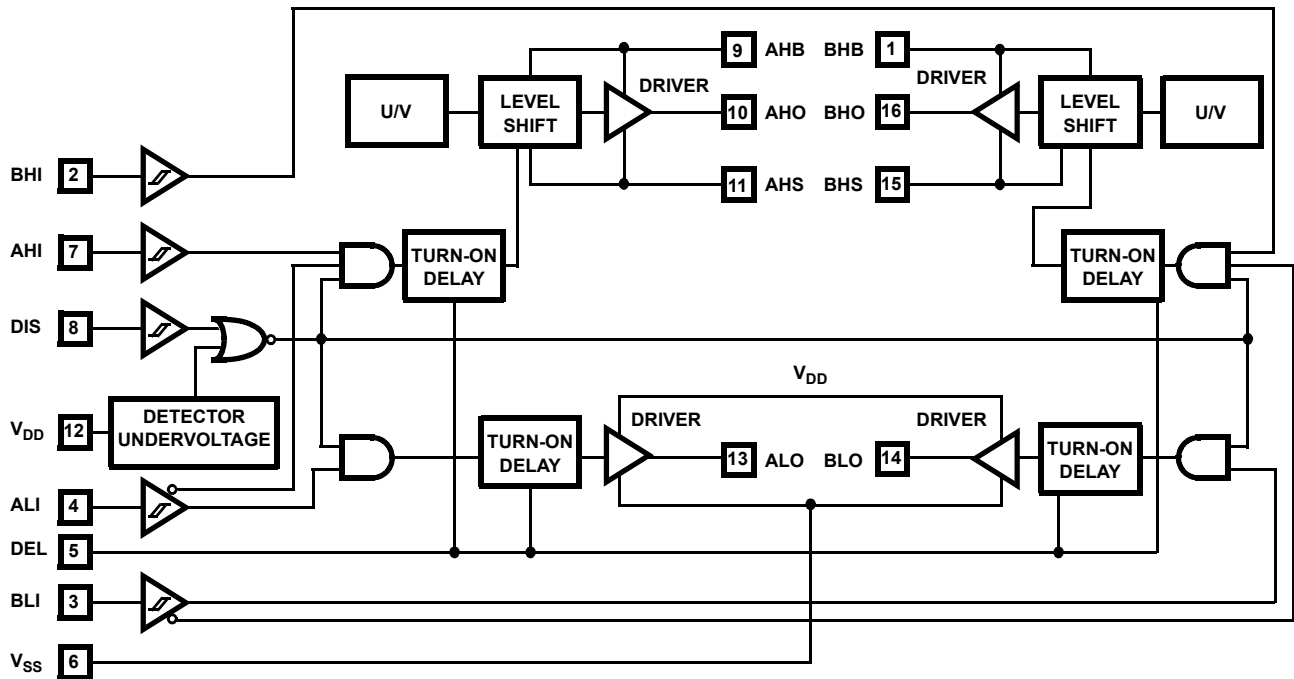 9 AHB BHB 1
DRIVER DRIVER
U/V
LEVEL
SHIFT
10 AHO BHO 16
LEVEL
SHIFT
U/V
BHI 2
11 AHS BHS 15
AHI 7
TURN-ON
DELAY
TURN-ON
DELAY
DIS 8
VDD
VDD 12
DETECTOR
UNDERVOLTAGE
DRIVER DRIVER
TURN-ON
DELAY
13 ALO BLO 14
TURN-ON
DELAY
ALI 4
DEL 5
BLI 3
VSS 6